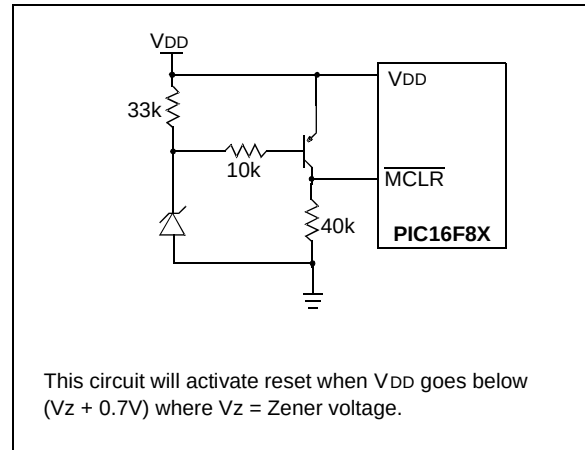 VDD
33k
10k
40k
VDD
MCLR
PIC16F8X
This circuit will activate reset when VDD goes below
(Vz + 0.7V) where Vz = Zener voltage.